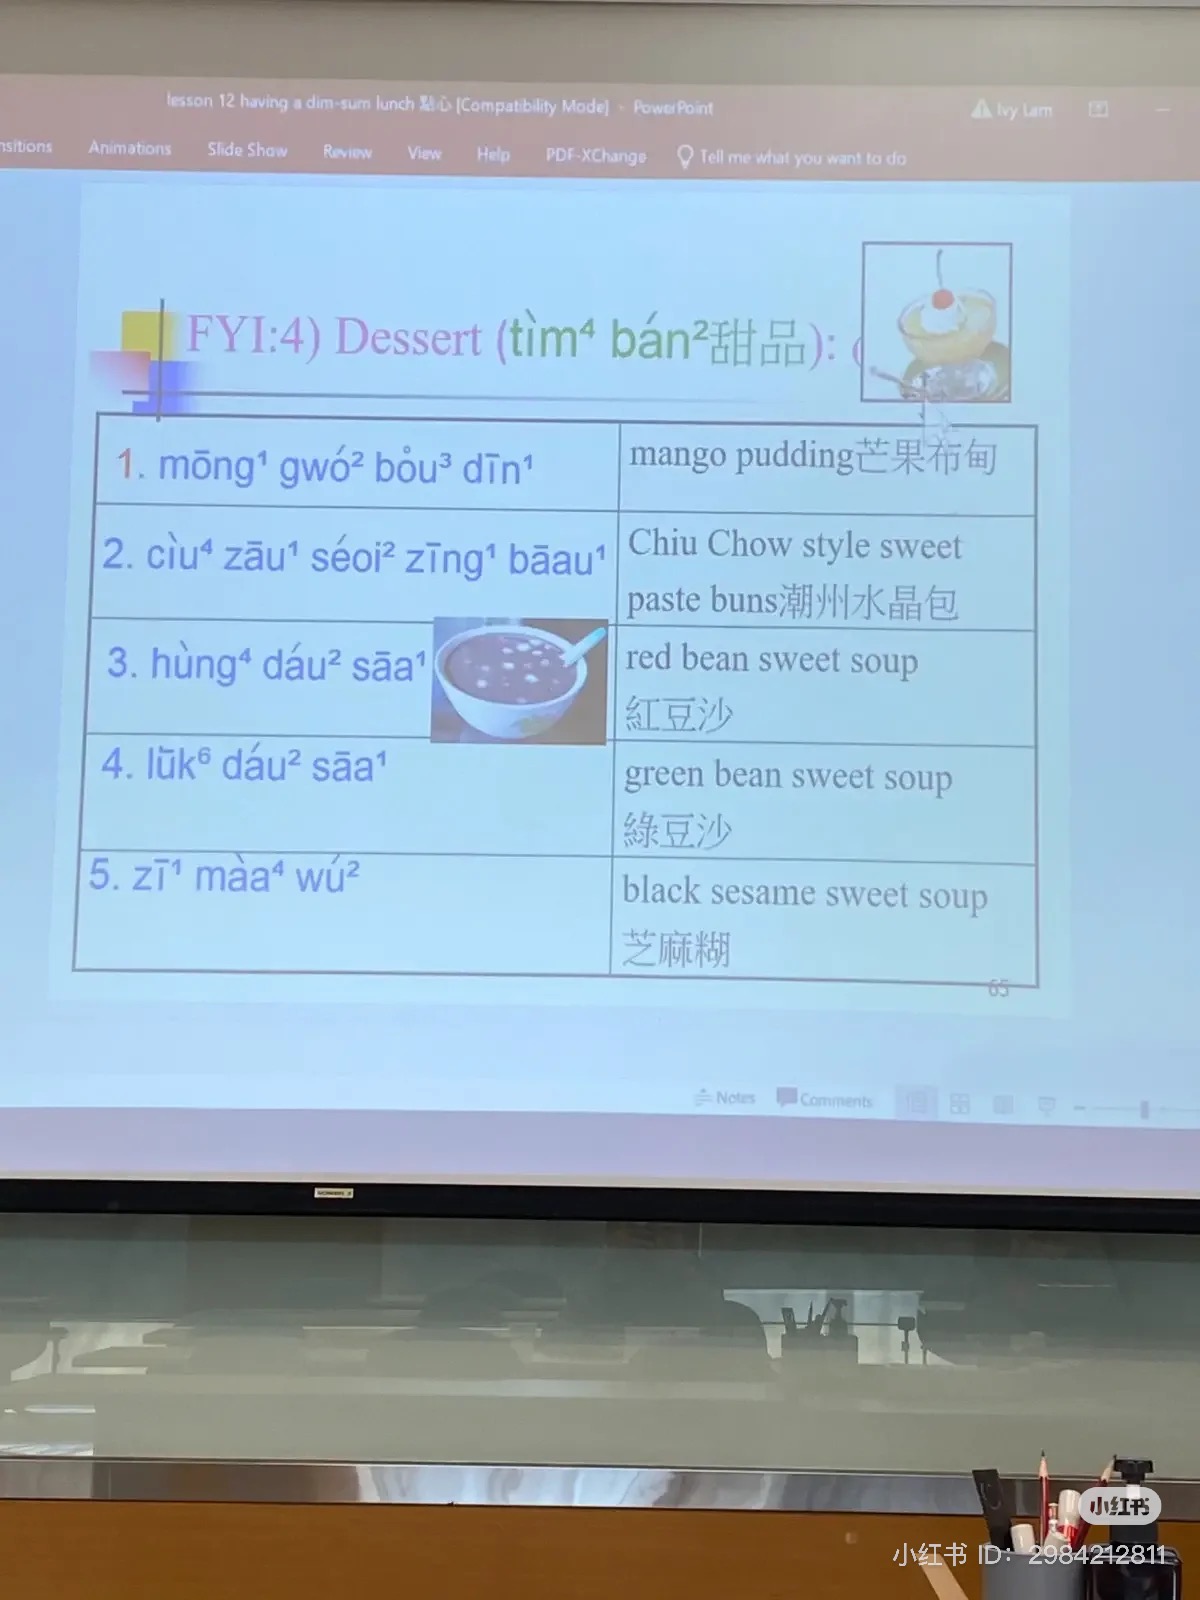 lesson 12 having a dim-sum lunch 點心 [Compatibility Mode] - PowerPoint
Ivy Lam
Animations Slide Show Review View Help PDF-XChange Tell me what you want to do
FYI:4) Dessert (tìm⁴ bán²甜品): (
1. mōng¹ gwó² bo̊u³ dīn¹
mango pudding芒果布甸
2. cìu⁴ zāu¹ séoi² zīng¹ bāau¹
Chiu Chow style sweet
paste buns潮州水晶包
3. hùng⁴ dáu² sāa¹
red bean sweet soup
紅豆沙
4. lūk⁶ dáu² sāa¹
green bean sweet soup
綠豆沙
5. zī¹ màa⁴ wú²
black sesame sweet soup
芝麻糊
65
Notes Comments
小红书
小红书 ID: 2984212811